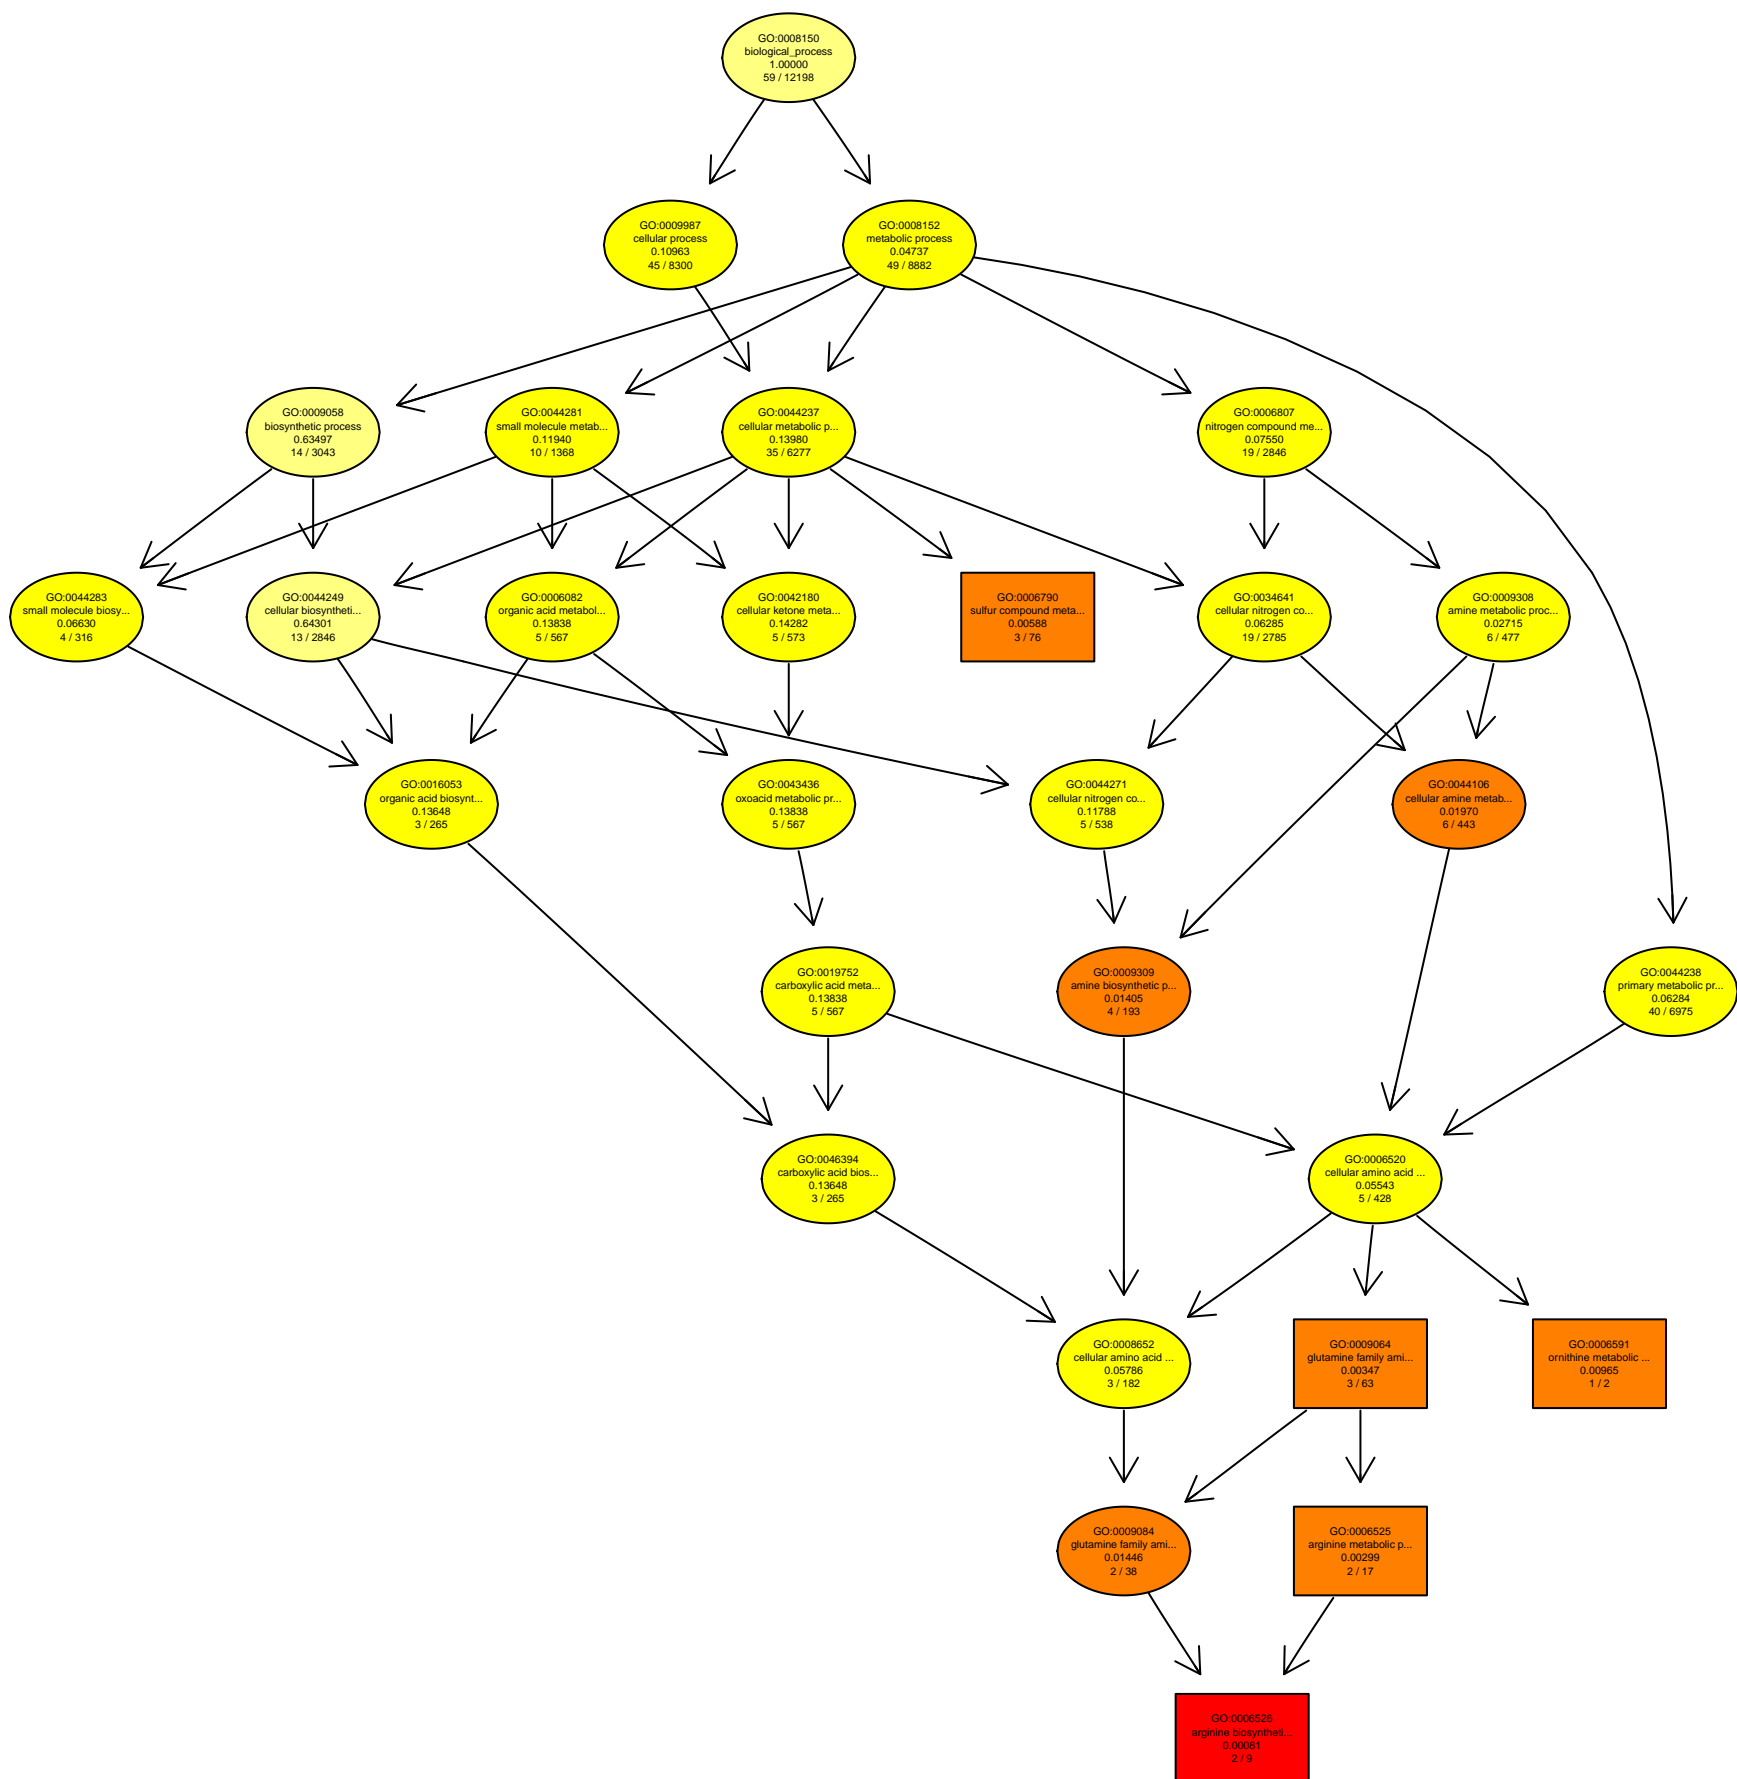 GO:0008150
biological_process
1.00000
59 / 12198
GO:0009987
cellular process
0.10963
45 / 8300
GO:0008152
metabolic process
0.04737
49 / 8882
GO:0009058
biosynthetic process
0.63497
14 / 3043
GO:0044281
small molecule metab...
0.11940
10 / 1368
GO:0044237
cellular metabolic p...
0.13980
35 / 6277
GO:0006807
nitrogen compound me...
0.07550
19 / 2846
GO:0044283
small molecule biosy...
0.06630
4 / 316
GO:0044249
cellular biosyntheti...
0.64301
13 / 2846
GO:0006082
organic acid metabol...
0.13838
5 / 567
GO:0042180
cellular ketone meta...
0.14282
5 / 573
GO:0006790
sulfur compound meta...
0.00588
3 / 76
GO:0034641
cellular nitrogen co...
0.06285
19 / 2785
GO:0009308
amine metabolic proc...
0.02715
6 / 477
GO:0016053
organic acid biosynt...
0.13648
3 / 265
GO:0043436
oxoacid metabolic pr...
0.13838
5 / 567
GO:0044271
cellular nitrogen co...
0.11788
5 / 538
GO:0044106
cellular amine metab...
0.01970
6 / 443
GO:0019752
carboxylic acid meta...
0.13838
5 / 567
GO:0009309
amine biosynthetic p...
0.01405
4 / 193
GO:0044238
primary metabolic pr...
0.06284
40 / 6975
GO:0046394
carboxylic acid bios...
0.13648
3 / 265
GO:0006520
cellular amino acid ...
0.05543
5 / 428
GO:0008652
cellular amino acid ...
0.05786
3 / 182
GO:0009064
glutamine family ami...
0.00347
3 / 63
GO:0006591
ornithine metabolic ...
0.00965
1 / 2
GO:0009084
glutamine family ami...
0.01446
2 / 38
GO:0006525
arginine metabolic p...
0.00299
2 / 17
GO:0006526
arginine biosyntheti...
0.00081
2 / 9